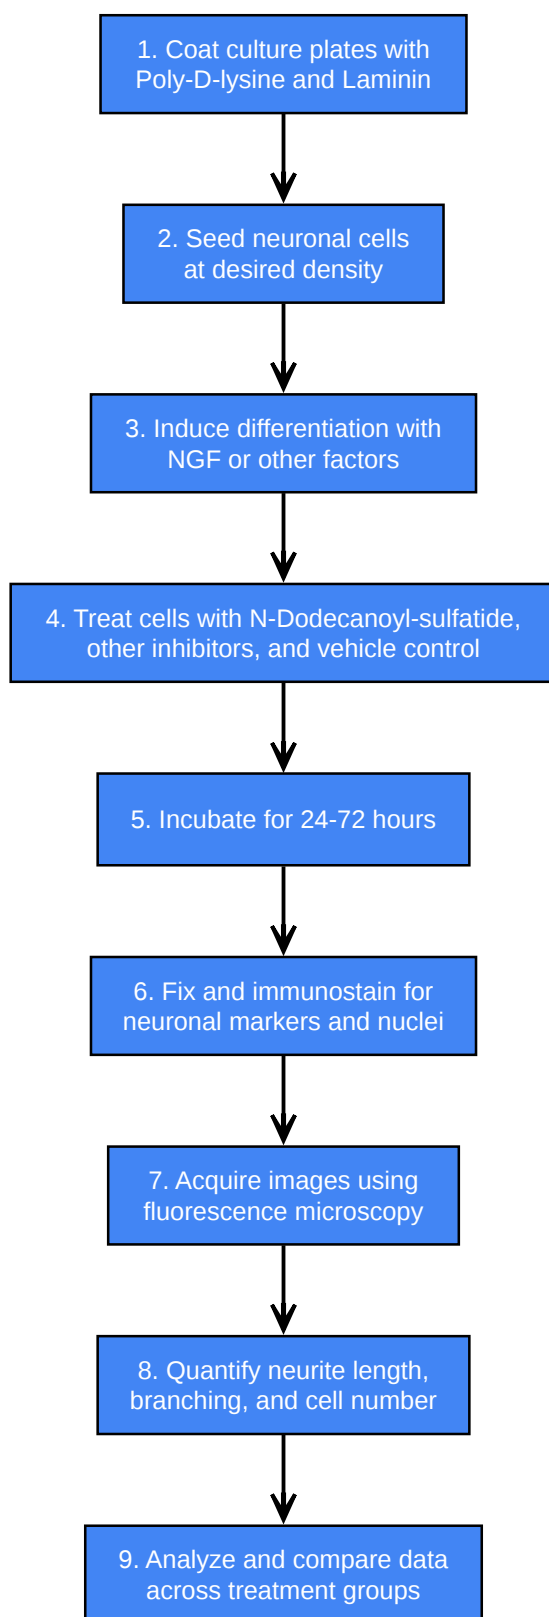 1. Coat culture plates with
Poly-D-lysine and Laminin
2. Seed neuronal cells
at desired density
3. Induce differentiation with
NGF or other factors
4. Treat cells with N-Dodecanoyl-sulfatide,
other inhibitors, and vehicle control
5. Incubate for 24-72 hours
6. Fix and immunostain for
neuronal markers and nuclei
7. Acquire images using
fluorescence microscopy
8. Quantify neurite length,
branching, and cell number
9. Analyze and compare data
across treatment groups